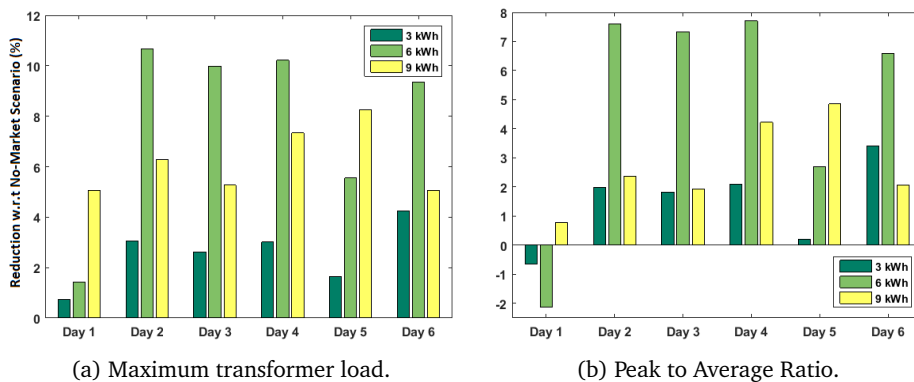 Reduction w.r.t No-Market Scenario (%)
12
10
8
6
4
2
0
3 kWh
6 kWh
9 kWh
Day 1 Day 2 Day 3 Day 4 Day 5 Day 6
(a) Maximum transformer load.
8
7
6
5
4
3
2
1
0
-1
-2
3 kWh
6 kWh
9 kWh
Day 1 Day 2 Day 3 Day 4 Day 5 Day 6
(b) Peak to Average Ratio.